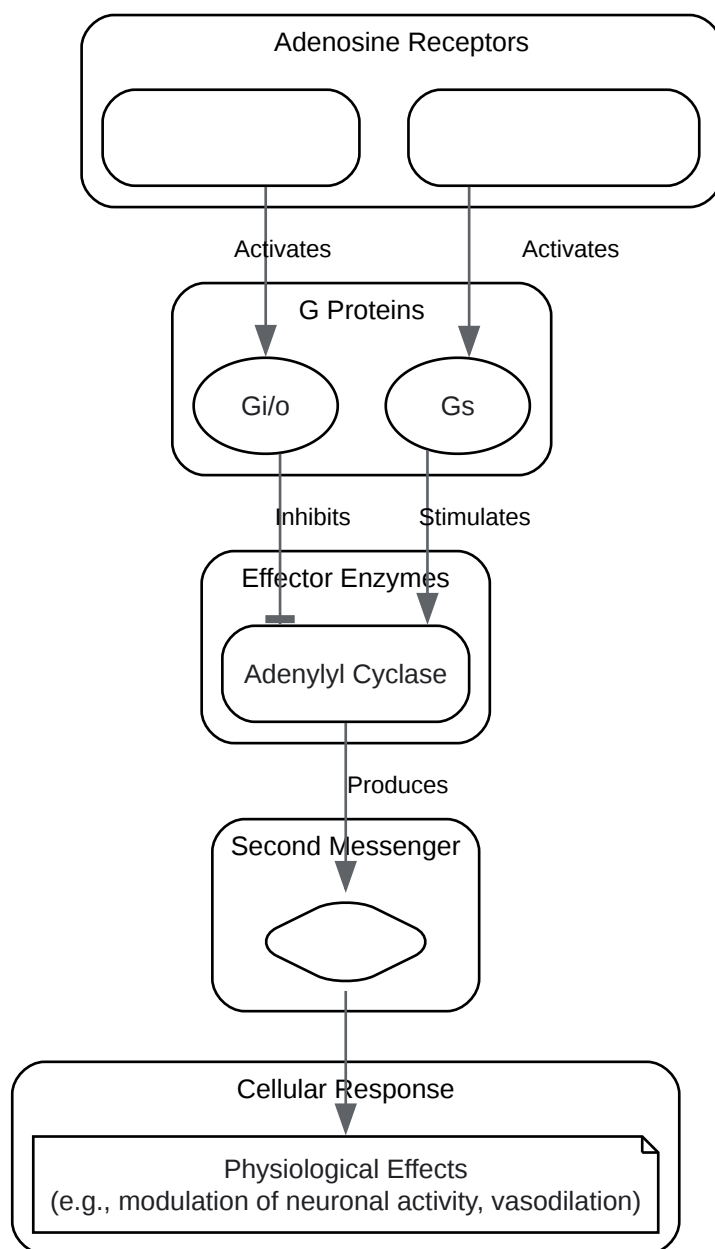 Adenosine Receptors
Activates
Activates
G Proteins
Gi/o
Gs
Inhibits
Stimulates
Effector Enzymes
Adenylyl Cyclase
Produces
Second Messenger
Cellular Response
Physiological Effects
(e.g., modulation of neuronal activity, vasodilation)